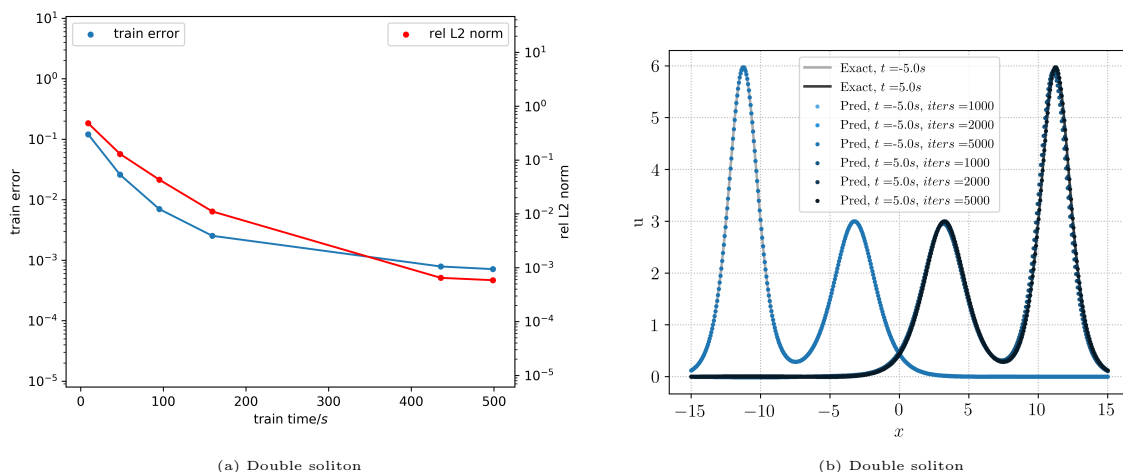 train error
rel L2 norm
10^1
10^0
10^−1
10^−2
10^−3
10^−4
10^−5
train error
10^1
10^0
10^−1
10^−2
10^−3
10^−4
10^−5
rel L2 norm
0 100 200 300 400 500
train time/s
(a) Double soliton
Exact, t =-5.0s
Exact, t =5.0s
Pred, t =-5.0s, iters =1000
Pred, t =-5.0s, iters =2000
Pred, t =-5.0s, iters =5000
Pred, t =5.0s, iters =1000
Pred, t =5.0s, iters =2000
Pred, t =5.0s, iters =5000
6
5
4
3
2
1
0
u
−15 −10 −5 0 5 10 15
x
(b) Double soliton